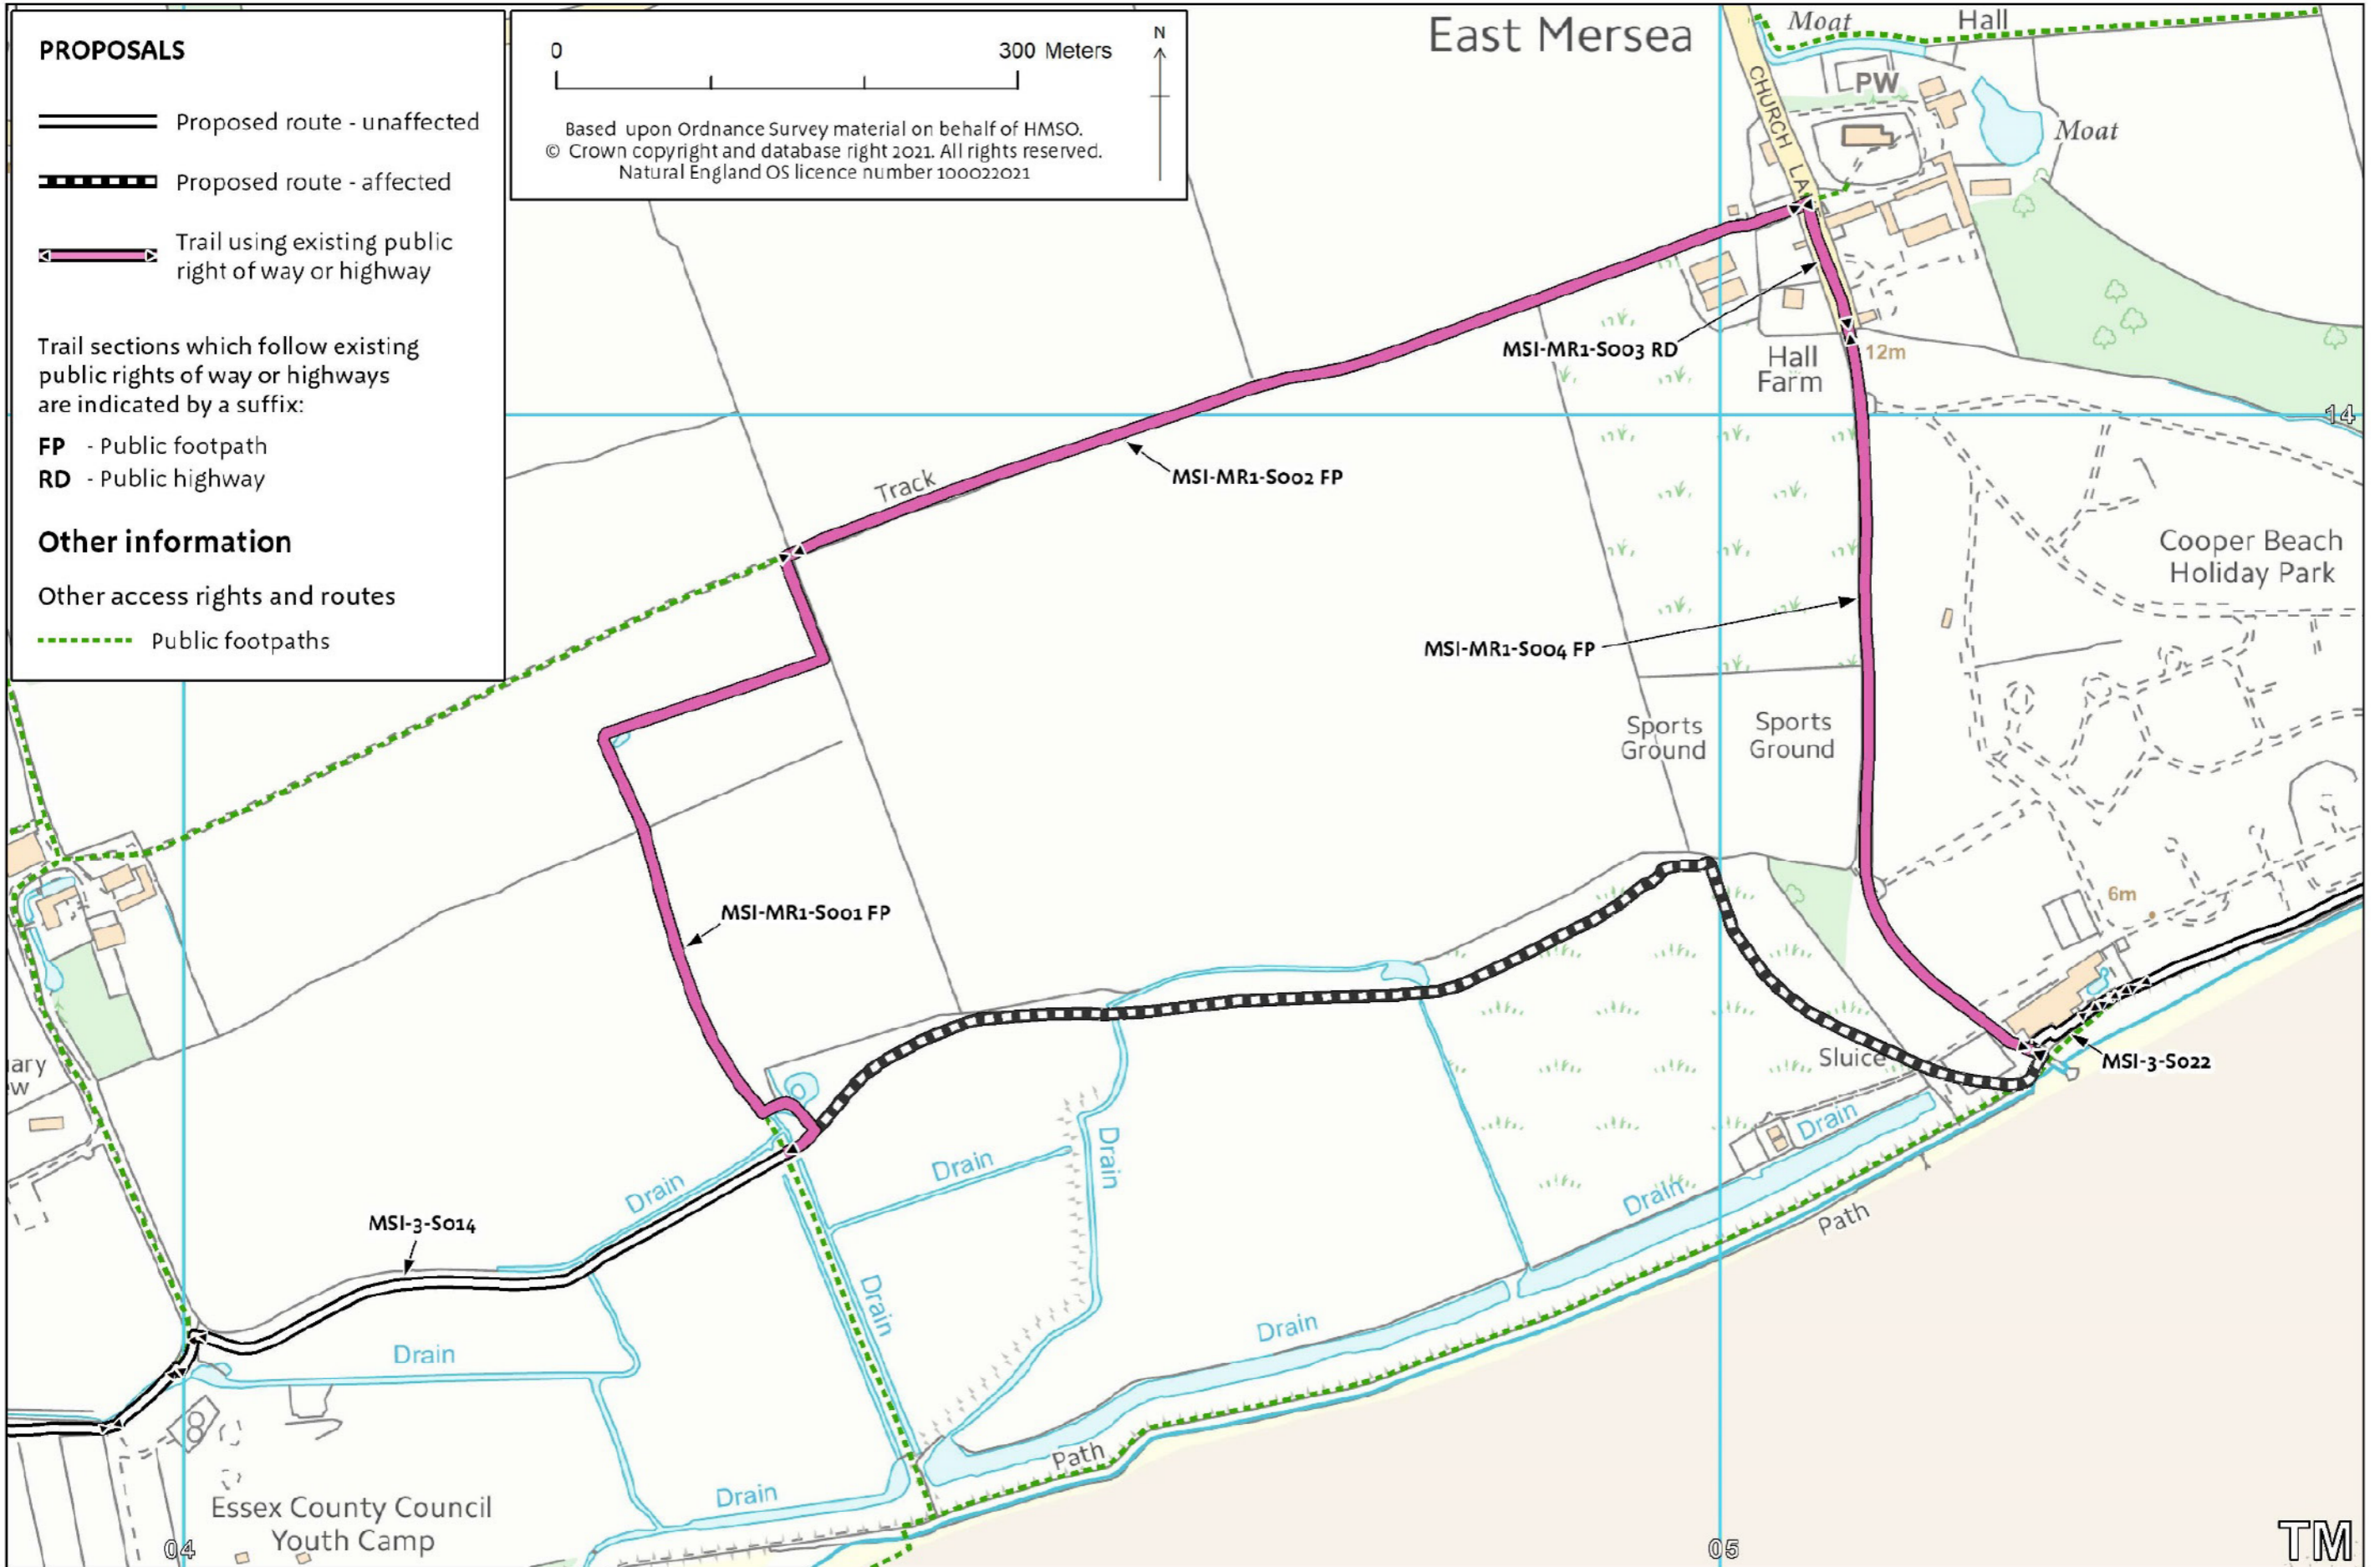 PROPOSALS
Proposed route - unaffected
Proposed route - affected
Trail using existing public
right of way or highway
Trail sections which follow existing
public rights of way or highways
are indicated by a suffix:
FP - Public footpath
RD - Public highway
Other information
Other access rights and routes
Public footpaths
0 300 Meters
N
Based upon Ordnance Survey material on behalf of HMSO.
© Crown copyright and database right 2021. All rights reserved.
Natural England OS licence number 100022021
East Mersea
Moat
Hall
CHURCH LA
PW
Moat
MSI-MR1-S003 RD
12m
Hall
Farm
14
Track
MSI-MR1-S002 FP
Cooper Beach
Holiday Park
MSI-MR1-S004 FP
Sports
Ground
Sports
Ground
MSI-MR1-S001 FP
6m
Sluice
MSI-3-S022
Drain
Drain
Drain
Drain
Drain
MSI-3-S014
Path
Drain
Drain
Drain
Path
Drain
Essex County Council
Youth Camp
04
05
TM